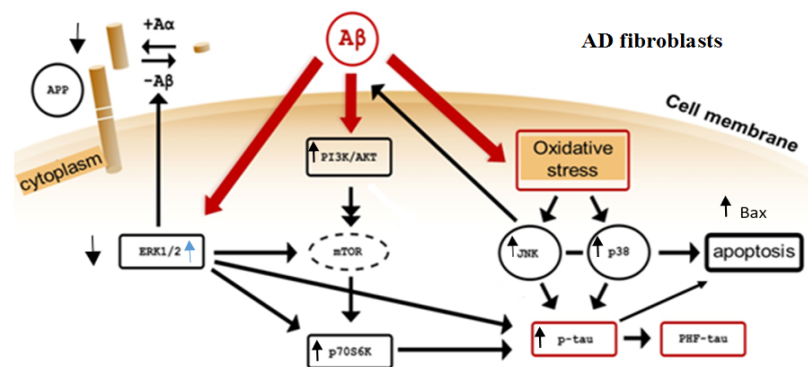 +Aα
−Aβ
APP
Aβ
AD fibroblasts
Cell membrane
cytoplasm
PI3K/AKT
Oxidative
stress
Bax
ERK1/2
mTOR
JNK
p38
apoptosis
p70S6K
p-tau
PHF-tau